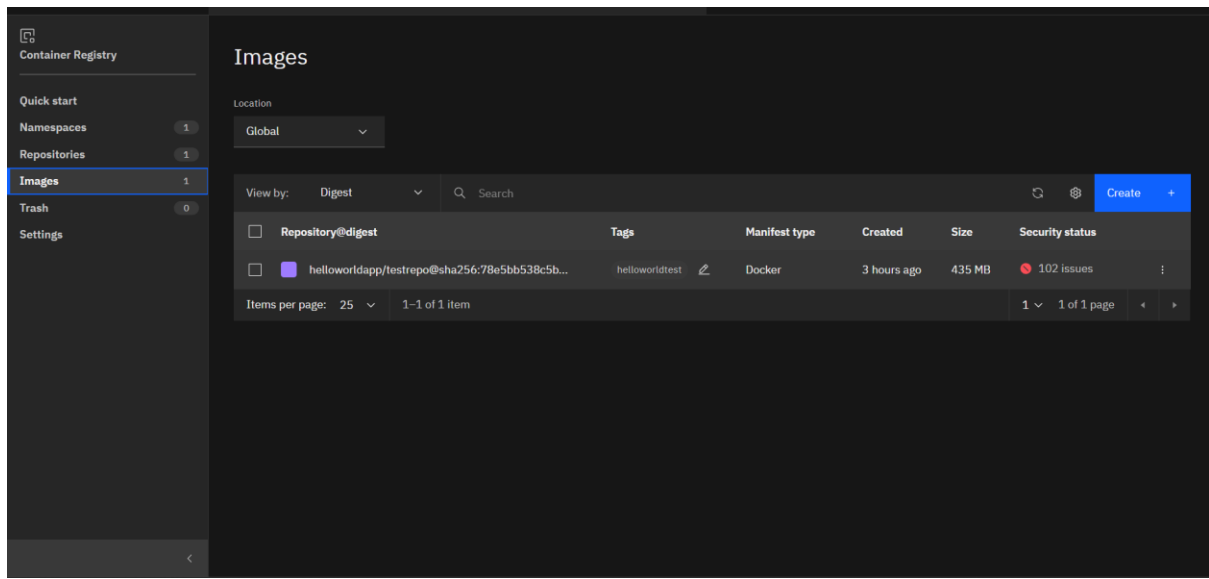 Container Registry
Quick start
Namespaces 1
Repositories 1
Images 1
Trash 0
Settings
Images
Location
Global
View by: Digest Search Create +
Repository@digest Tags Manifest type Created Size Security status
helloworldapp/testrepo@sha256:78e5bb538c5b... helloworldtest Docker 3 hours ago 435 MB 102 issues
Items per page: 25 1–1 of 1 item 1 1 of 1 page